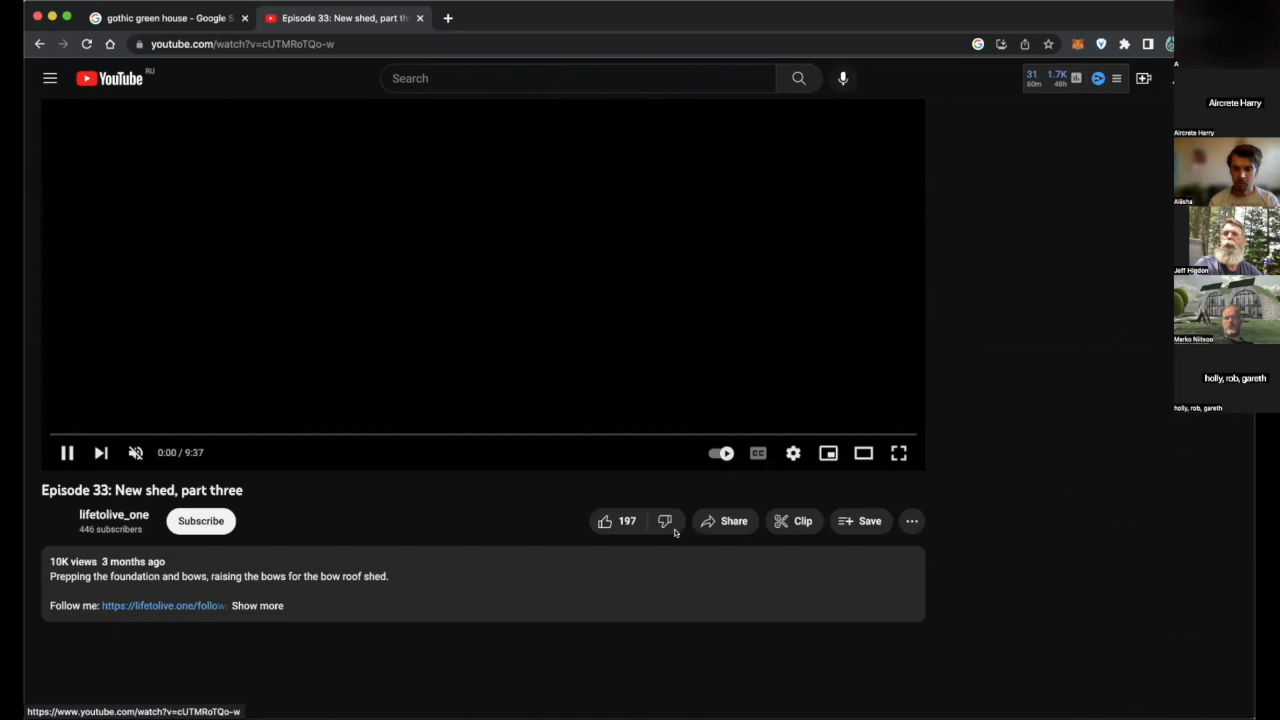 gothic green house - Google S
Episode 33: New shed, part th
youtube.com/watch?v=cUTMRoTQo-w
YouTube RU
Search
31 1.7K
60m 48h
A
Aircrete Harry
Aircrete Harry
Alësha
Jeff Higdon
Marko Niitsoo
holly, rob, gareth
holly, rob, gareth
0:00 / 9:37
CC
Episode 33: New shed, part three
lifetolive_one
446 subscribers
Subscribe
197
Share
Clip
Save
10K views 3 months ago
Prepping the foundation and bows, raising the bows for the bow roof shed.
Follow me: https://lifetolive.one/follow Show more
https://www.youtube.com/watch?v=cUTMRoTQo-w